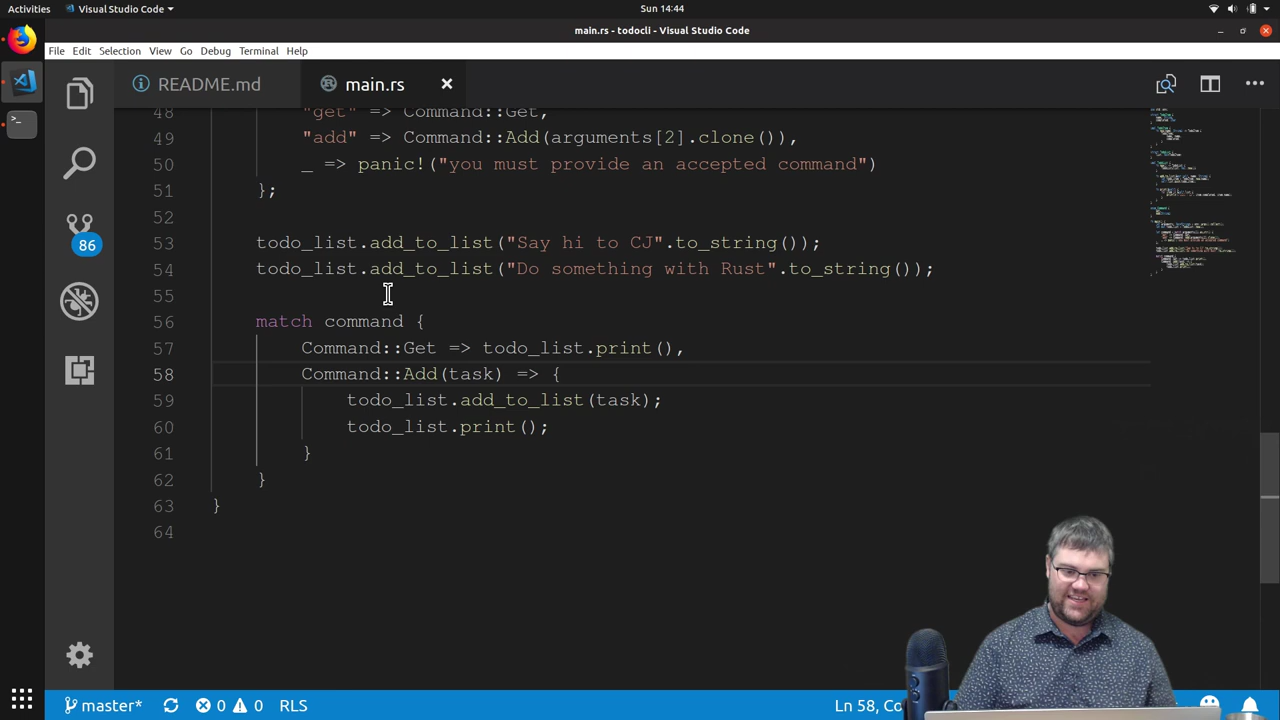 Activities
Visual Studio Code
Sun 14:44
main.rs - todocli - Visual Studio Code
File Edit Selection View Go Debug Terminal Help
README.md
main.rs
48 "get" => Command::Get,
49 "add" => Command::Add(arguments[2].clone()),
50 _ => panic!("you must provide an accepted command")
51 };
52
53 todo_list.add_to_list("Say hi to CJ".to_string());
54 todo_list.add_to_list("Do something with Rust".to_string());
55
56 match command {
57 Command::Get => todo_list.print(),
58 Command::Add(task) => {
59 todo_list.add_to_list(task);
60 todo_list.print();
61 }
62 }
63 }
64
86
master*
0
0
RLS
Ln 58, Co